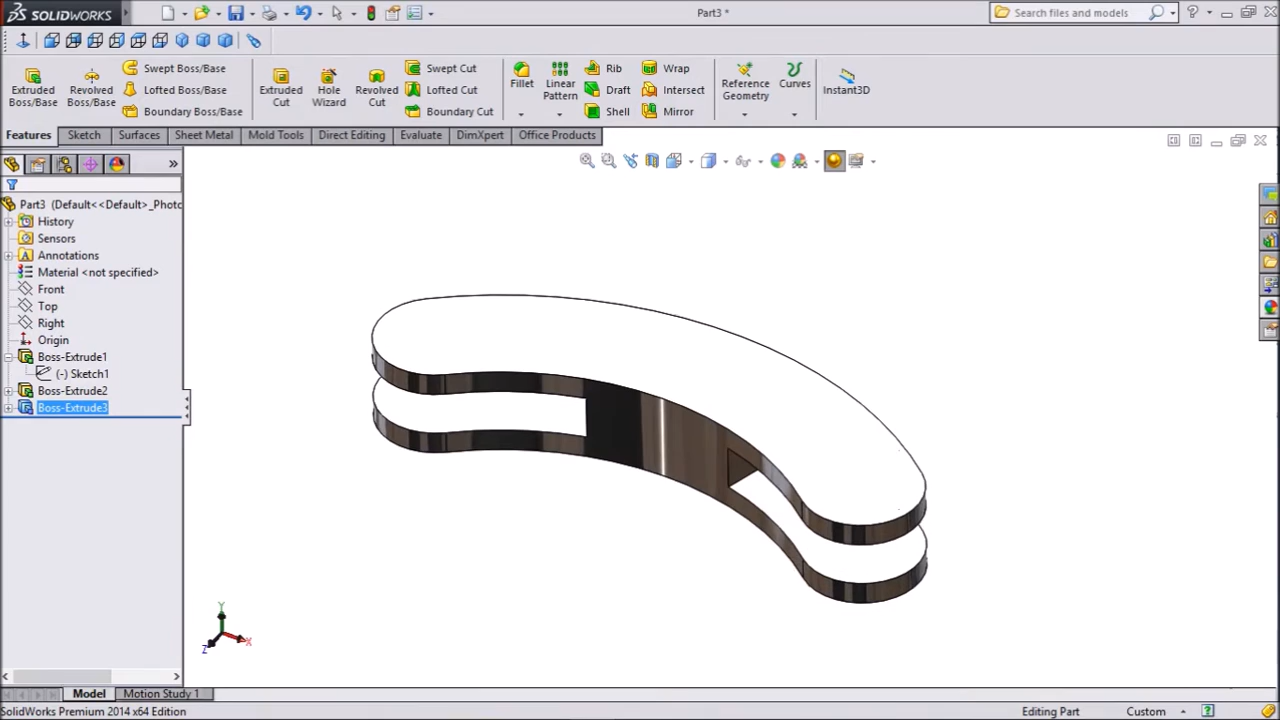 SOLIDWORKS
Part3 *
Search files and models
Extruded Boss/Base
Revolved Boss/Base
Swept Boss/Base
Lofted Boss/Base
Boundary Boss/Base
Extruded Cut
Hole Wizard
Revolved Cut
Swept Cut
Lofted Cut
Boundary Cut
Fillet
Linear Pattern
Rib
Draft
Shell
Wrap
Intersect
Mirror
Reference Geometry
Curves
Instant3D
Features
Sketch
Surfaces
Sheet Metal
Mold Tools
Direct Editing
Evaluate
DimXpert
Office Products
Part3 (Default<<Default>_Photo
History
Sensors
Annotations
Material <not specified>
Front
Top
Right
Origin
Boss-Extrude1
(-) Sketch1
Boss-Extrude2
Boss-Extrude3
Y
X
Z
Model
Motion Study 1
SolidWorks Premium 2014 x64 Edition
Editing Part
Custom